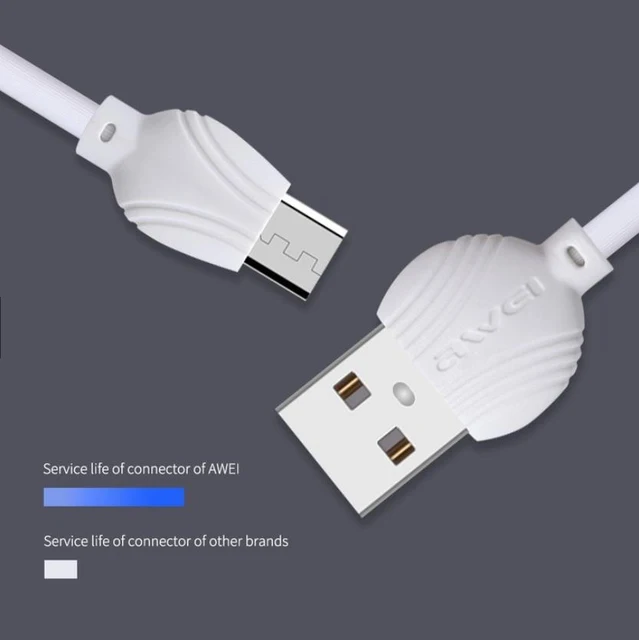 awei
Service life of connector of AWEI
Service life of connector of other brands